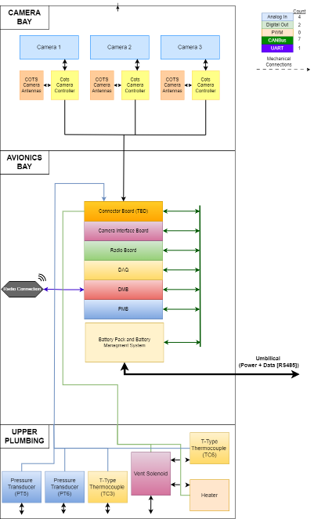 CAMERA
BAY
Count
Analog In 4
Digital Out 2
PWM 0
CANBus 7
UART 1
Mechanical
Connections
Camera 1
Camera 2
Camera 3
COTS
Camera
Antennas
Cots
Camera
Controller
COTS
Camera
Antennas
Cots
Camera
Controller
COTS
Camera
Antennas
Cots
Camera
Controller
AVIONICS
BAY
Connector Board (TBD)
Camera Interface Board
Radio Board
DAQ
DMB
PMB
Radio Connection
Battery Pack and Battery
System
Umbilical
(Power + Data [RS485])
UPPER
PLUMBING
Pressure
Transducer
(PT5)
Pressure
Transducer
T-Type
Thermocouple
Vent Solenoid
T-Type
Thermocouple
(TC5)
Heater